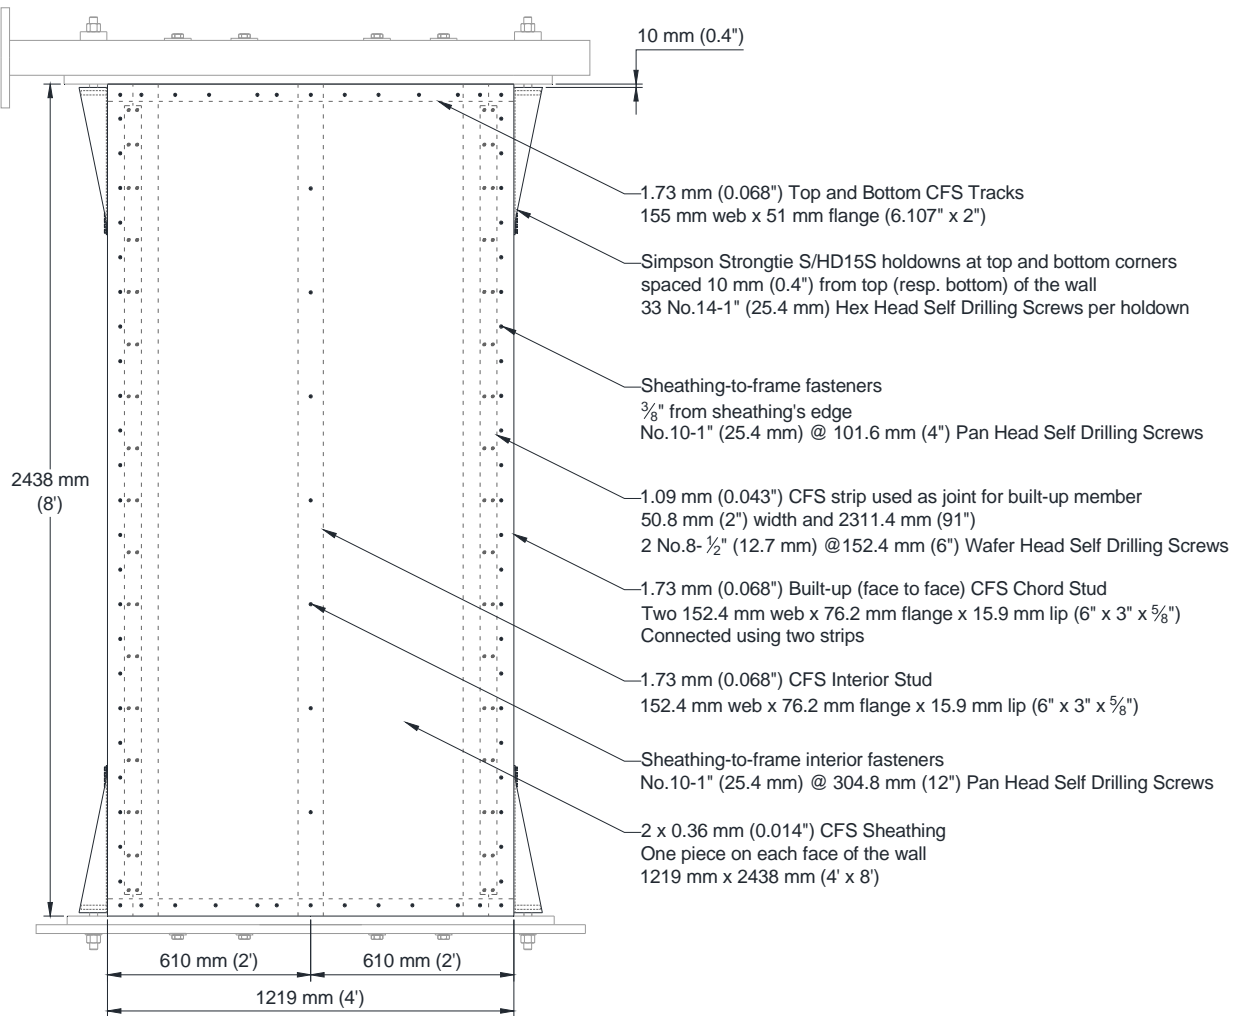 10 mm (0.4")
1.73 mm (0.068") Top and Bottom CFS Tracks
155 mm web x 51 mm flange (6.107" x 2")
Simpson Strongtie S/HD15S holdowns at top and bottom corners
spaced 10 mm (0.4") from top (resp. bottom) of the wall
33 No.14-1" (25.4 mm) Hex Head Self Drilling Screws per holdown
Sheathing-to-frame fasteners
3/8" from sheathing's edge
No.10-1" (25.4 mm) @ 101.6 mm (4") Pan Head Self Drilling Screws
2438 mm
(8')
1.09 mm (0.043") CFS strip used as joint for built-up member
50.8 mm (2") width and 2311.4 mm (91")
2 No.8- 1/2" (12.7 mm) @152.4 mm (6") Wafer Head Self Drilling Screws
1.73 mm (0.068") Built-up (face to face) CFS Chord Stud
Two 152.4 mm web x 76.2 mm flange x 15.9 mm lip (6" x 3" x 5/8")
Connected using two strips
1.73 mm (0.068") CFS Interior Stud
152.4 mm web x 76.2 mm flange x 15.9 mm lip (6" x 3" x 5/8")
Sheathing-to-frame interior fasteners
No.10-1" (25.4 mm) @ 304.8 mm (12") Pan Head Self Drilling Screws
2 x 0.36 mm (0.014") CFS Sheathing
One piece on each face of the wall
1219 mm x 2438 mm (4' x 8')
610 mm (2') 610 mm (2')
1219 mm (4')